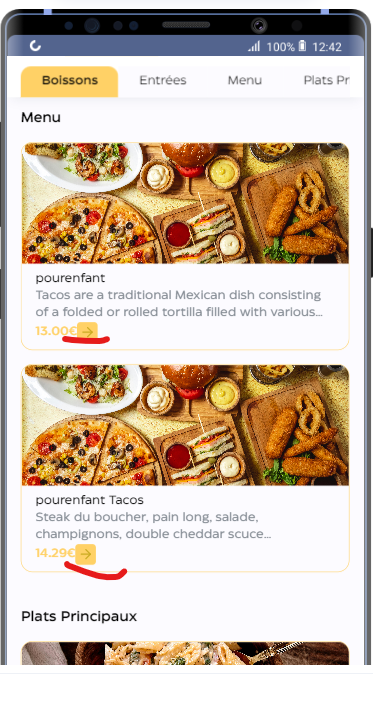 100% 12:42
Boissons Entrées Menu Plats Pr
Menu
pourenfant
Tacos are a traditional Mexican dish consisting
of a folded or rolled tortilla filled with various...
13.00€
pourenfant Tacos
Steak du boucher, pain long, salade,
champignons, double cheddar scuce...
14.29€
Plats Principaux